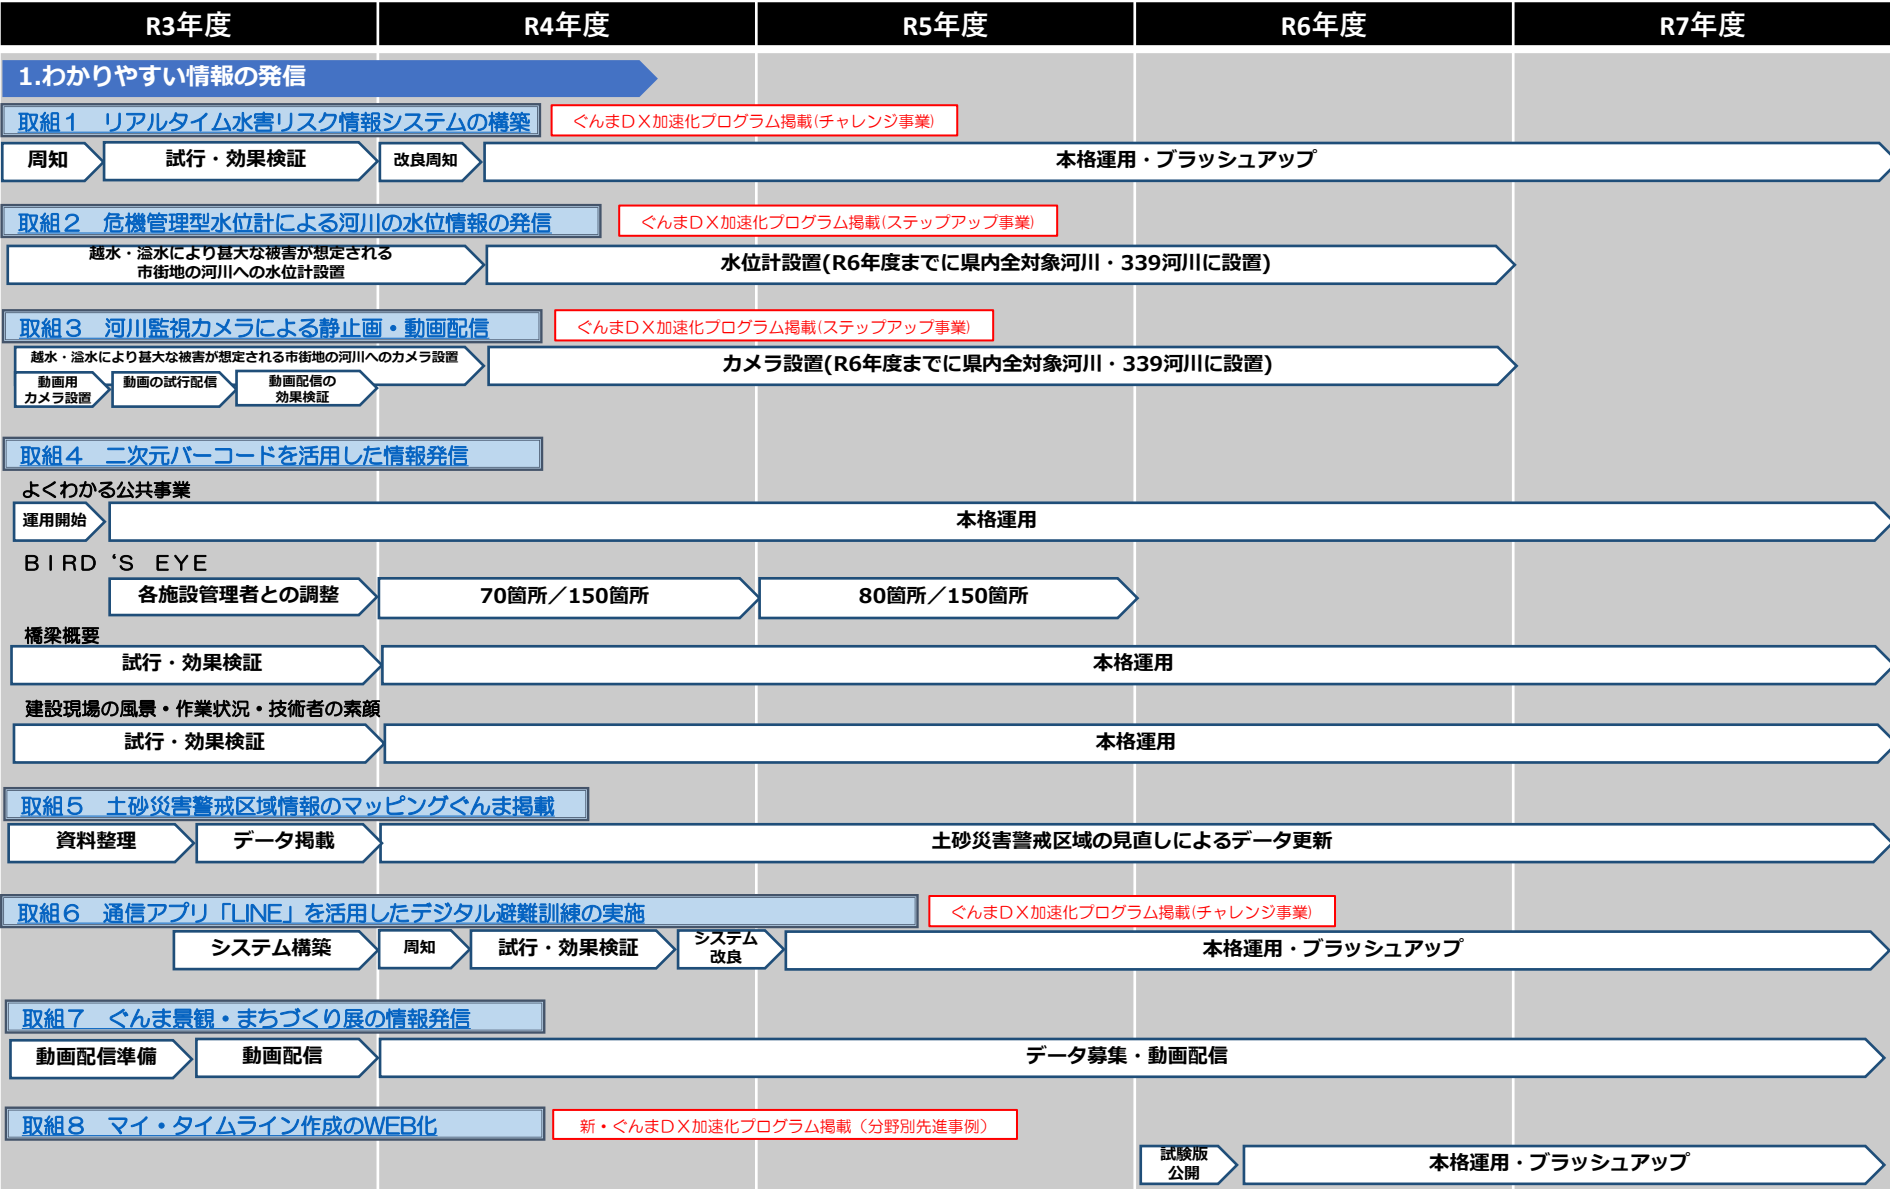 R3年度 R4年度 R5年度 R6年度 R7年度
1.わかりやすい情報の発信
取組1 リアルタイム水害リスク情報システムの構築
ぐんまDX加速化プログラム掲載(チャレンジ事業)
周知 試行・効果検証 改良周知 本格運用・ブラッシュアップ
取組2 危機管理型水位計による河川の水位情報の発信
ぐんまDX加速化プログラム掲載(ステップアップ事業)
越水・溢水により甚大な被害が想定される
市街地の河川への水位計設置
水位計設置(R6年度までに県内全対象河川・339河川に設置)
取組3 河川監視カメラによる静止画・動画配信
ぐんまDX加速化プログラム掲載(ステップアップ事業)
越水・溢水により甚大な被害が想定される市街地の河川へのカメラ設置
カメラ設置(R6年度までに県内全対象河川・339河川に設置)
動画用
カメラ設置
動画の試行配信
動画配信の
効果検証
取組4 二次元バーコードを活用した情報発信
よくわかる公共事業
運用開始 本格運用
BIRD‘S EYE
各施設管理者との調整 70箇所/150箇所 80箇所/150箇所
橋梁概要
試行・効果検証 本格運用
建設現場の風景・作業状況・技術者の素顔
試行・効果検証 本格運用
取組5 土砂災害警戒区域情報のマッピングぐんま掲載
資料整理 データ掲載 土砂災害警戒区域の見直しによるデータ更新
取組6 通信アプリ「LINE」を活用したデジタル避難訓練の実施
ぐんまDX加速化プログラム掲載(チャレンジ事業)
システム構築 周知 試行・効果検証
システム
改良
本格運用・ブラッシュアップ
取組7 ぐんま景観・まちづくり展の情報発信
動画配信準備 動画配信 データ募集・動画配信
取組8 マイ・タイムライン作成のWEB化
新・ぐんまDX加速化プログラム掲載(分野別先進事例)
試験版
公開
本格運用・ブラッシュアップ